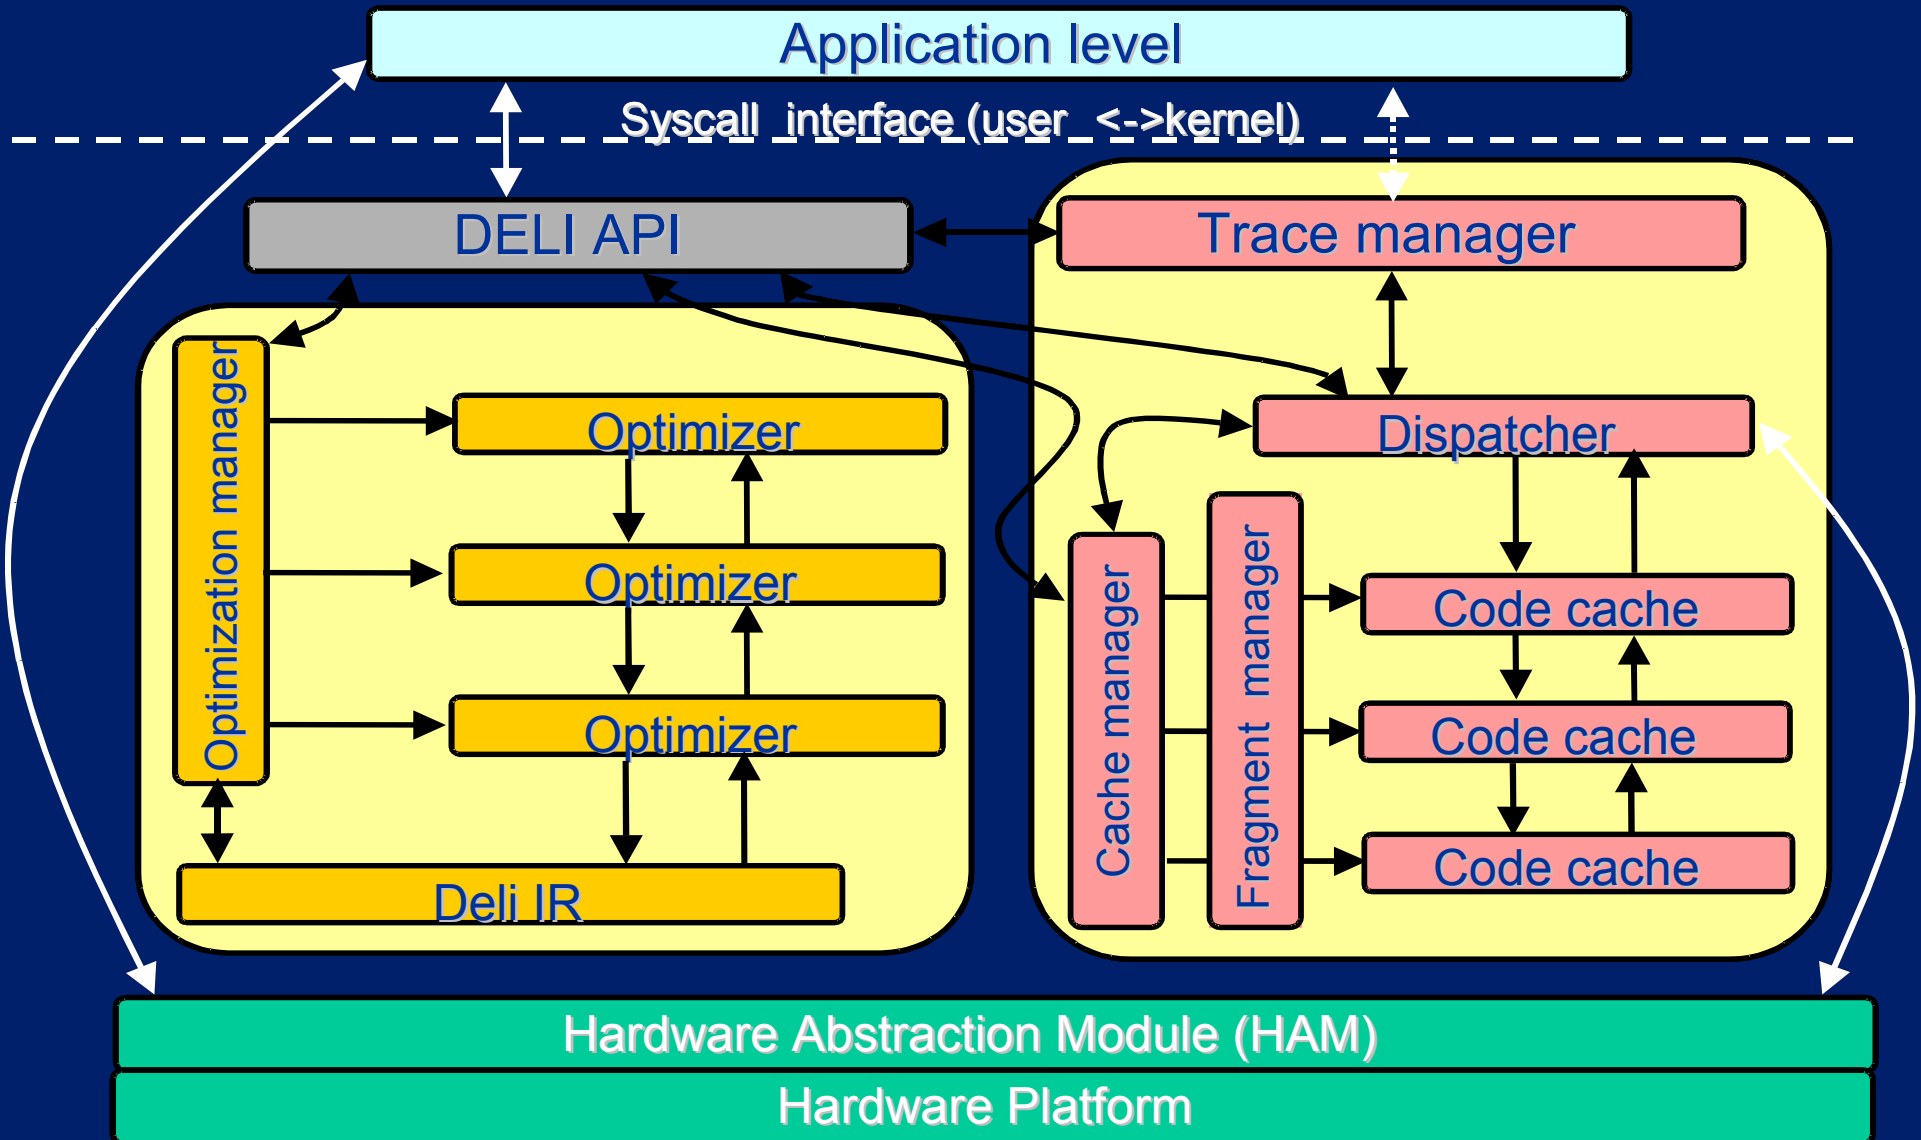 Application level
Syscall interface (user <->kernel)
DELI API
Trace manager
Optimization manager
Optimizer
Optimizer
Optimizer
Deli IR
Dispatcher
Cache manager
Fragment manager
Code cache
Code cache
Code cache
Hardware Abstraction Module (HAM)
Hardware Platform